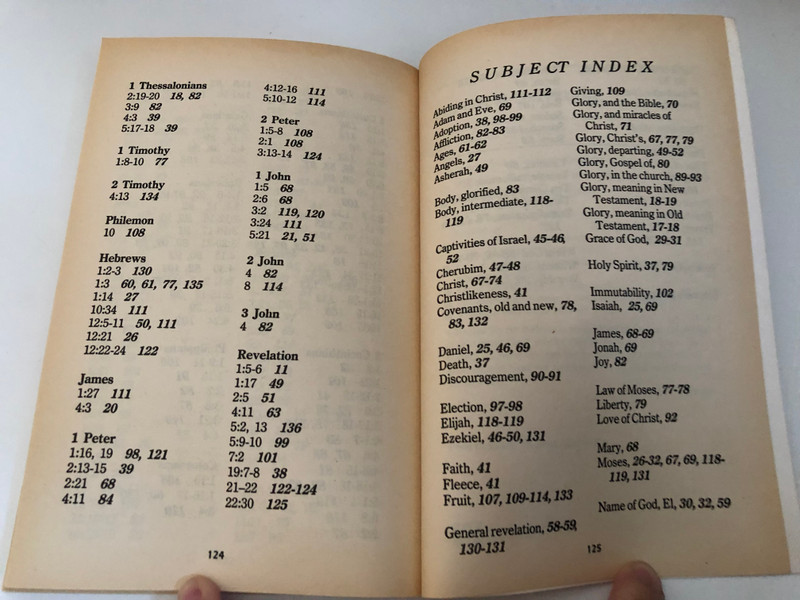 1 Thessalonians
2:19-20 18, 82
3:9 82
4:3 39
5:17-18 39
1 Timothy
1:8-10 77
2 Timothy
4:13 134
Philemon
10 108
Hebrews
1:2-3 130
1:3 60, 61, 77, 135
1:14 27
10:34 111
12:5-11 50, 111
12:21 26
12:22-24 122
James
1:27 111
4:3 20
1 Peter
1:16, 19 98, 121
2:13-15 39
2:21 68
4:11 84
4:12-16 111
5:10-12 114
2 Peter
1:5-8 108
2:1 108
3:13-14 124
1 John
1:5 68
2:6 68
3:2 119, 120
3:24 111
5:21 21, 51
2 John
4 82
8 114
3 John
4 82
Revelation
1:5-6 11
1:17 49
2:5 51
4:11 63
5:2, 13 136
5:9-10 99
7:2 101
19:7-8 38
21–22 122-124
22:30 125
124
SUBJECT INDEX
Abiding in Christ, 111-112
Adam and Eve, 69
Adoption, 38, 98-99
Affliction, 82-83
Ages, 61-62
Angels, 27
Asherah, 49
Body, glorified, 83
Body, intermediate, 118-
119
Captivities of Israel, 45-46,
52
Cherubim, 47-48
Christ, 67-74
Christlikeness, 41
Covenants, old and new, 78,
83, 132
Daniel, 25, 46, 69
Death, 37
Discouragement, 90-91
Election, 97-98
Elijah, 118-119
Ezekiel, 46-50, 131
Faith, 41
Fleece, 41
Fruit, 107, 109-114, 133
General revelation, 58-59,
130-131
Giving, 109
Glory, and the Bible, 70
Glory, and miracles of
Christ, 71
Glory, Christ's, 67, 77, 79
Glory, departing, 49-52
Glory, Gospel of, 80
Glory, in the church, 89-93
Glory, meaning in New
Testament, 18-19
Glory, meaning in Old
Testament, 17-18
Grace of God, 29-31
Holy Spirit, 37, 79
Immutability, 102
Isaiah, 25, 69
James, 68-69
Jonah, 69
Joy, 82
Law of Moses, 77-78
Liberty, 79
Love of Christ, 92
Mary, 68
Moses, 26-32, 67, 69, 118-
119, 131
Name of God, El, 30, 32, 59
125